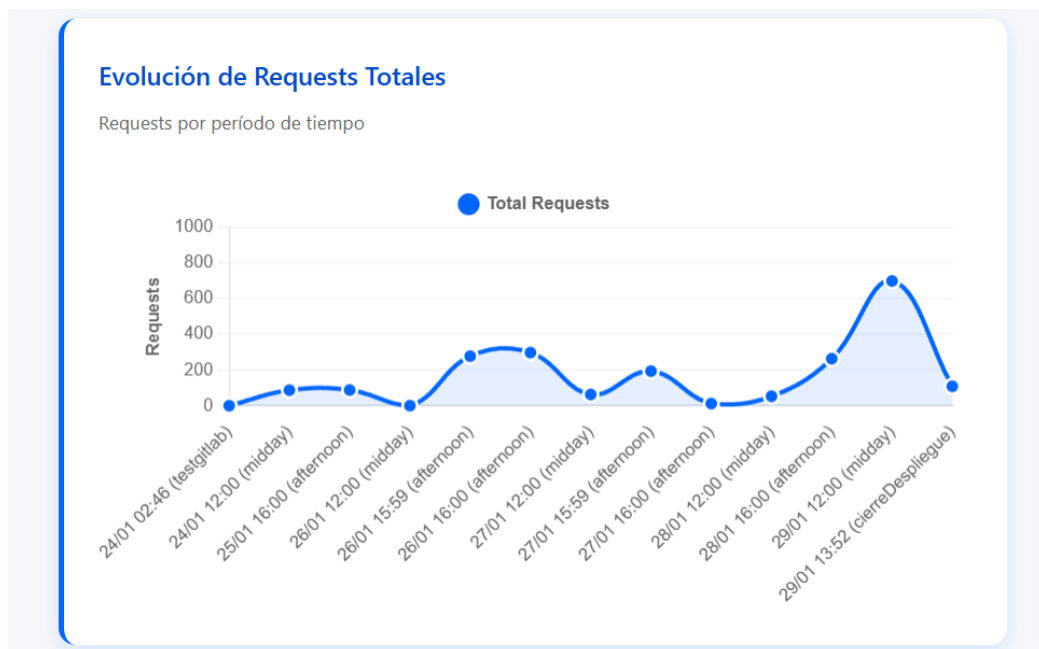 Evolución de Requests Totales
Requests por período de tiempo
Total Requests
1000
800
600
400
200
0
Requests
24/01 02:46 (testgitlab)
24/01 12:00 (midday)
25/01 16:00 (afternoon)
26/01 12:00 (midday)
26/01 15:59 (afternoon)
26/01 16:00 (afternoon)
27/01 12:00 (midday)
27/01 15:59 (afternoon)
27/01 16:00 (afternoon)
28/01 12:00 (midday)
28/01 16:00 (afternoon)
29/01 12:00 (midday)
29/01 13:52 (cierreDespliegue)